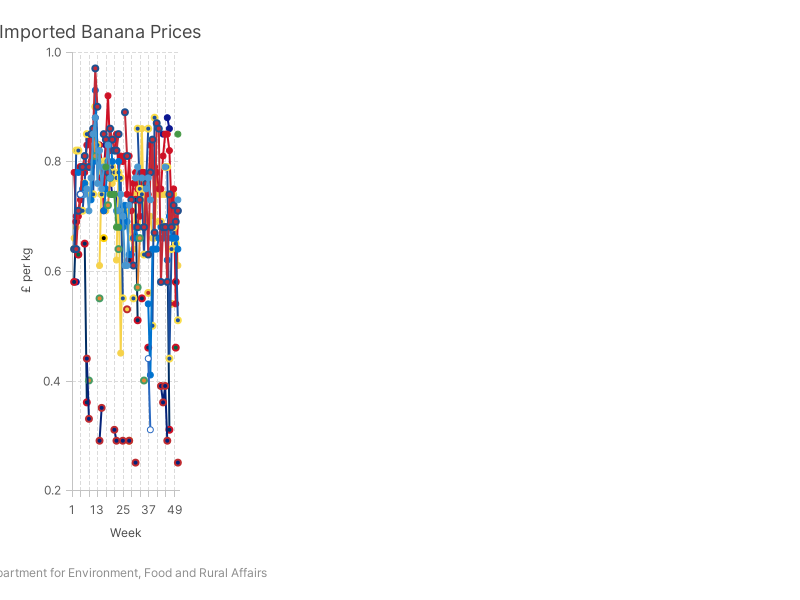 Imported Banana Prices
1.0
0.8
£ per kg
0.6
0.4
0.2
1 13 25 37 49
Week
for Environment, Food and Rural Affairs